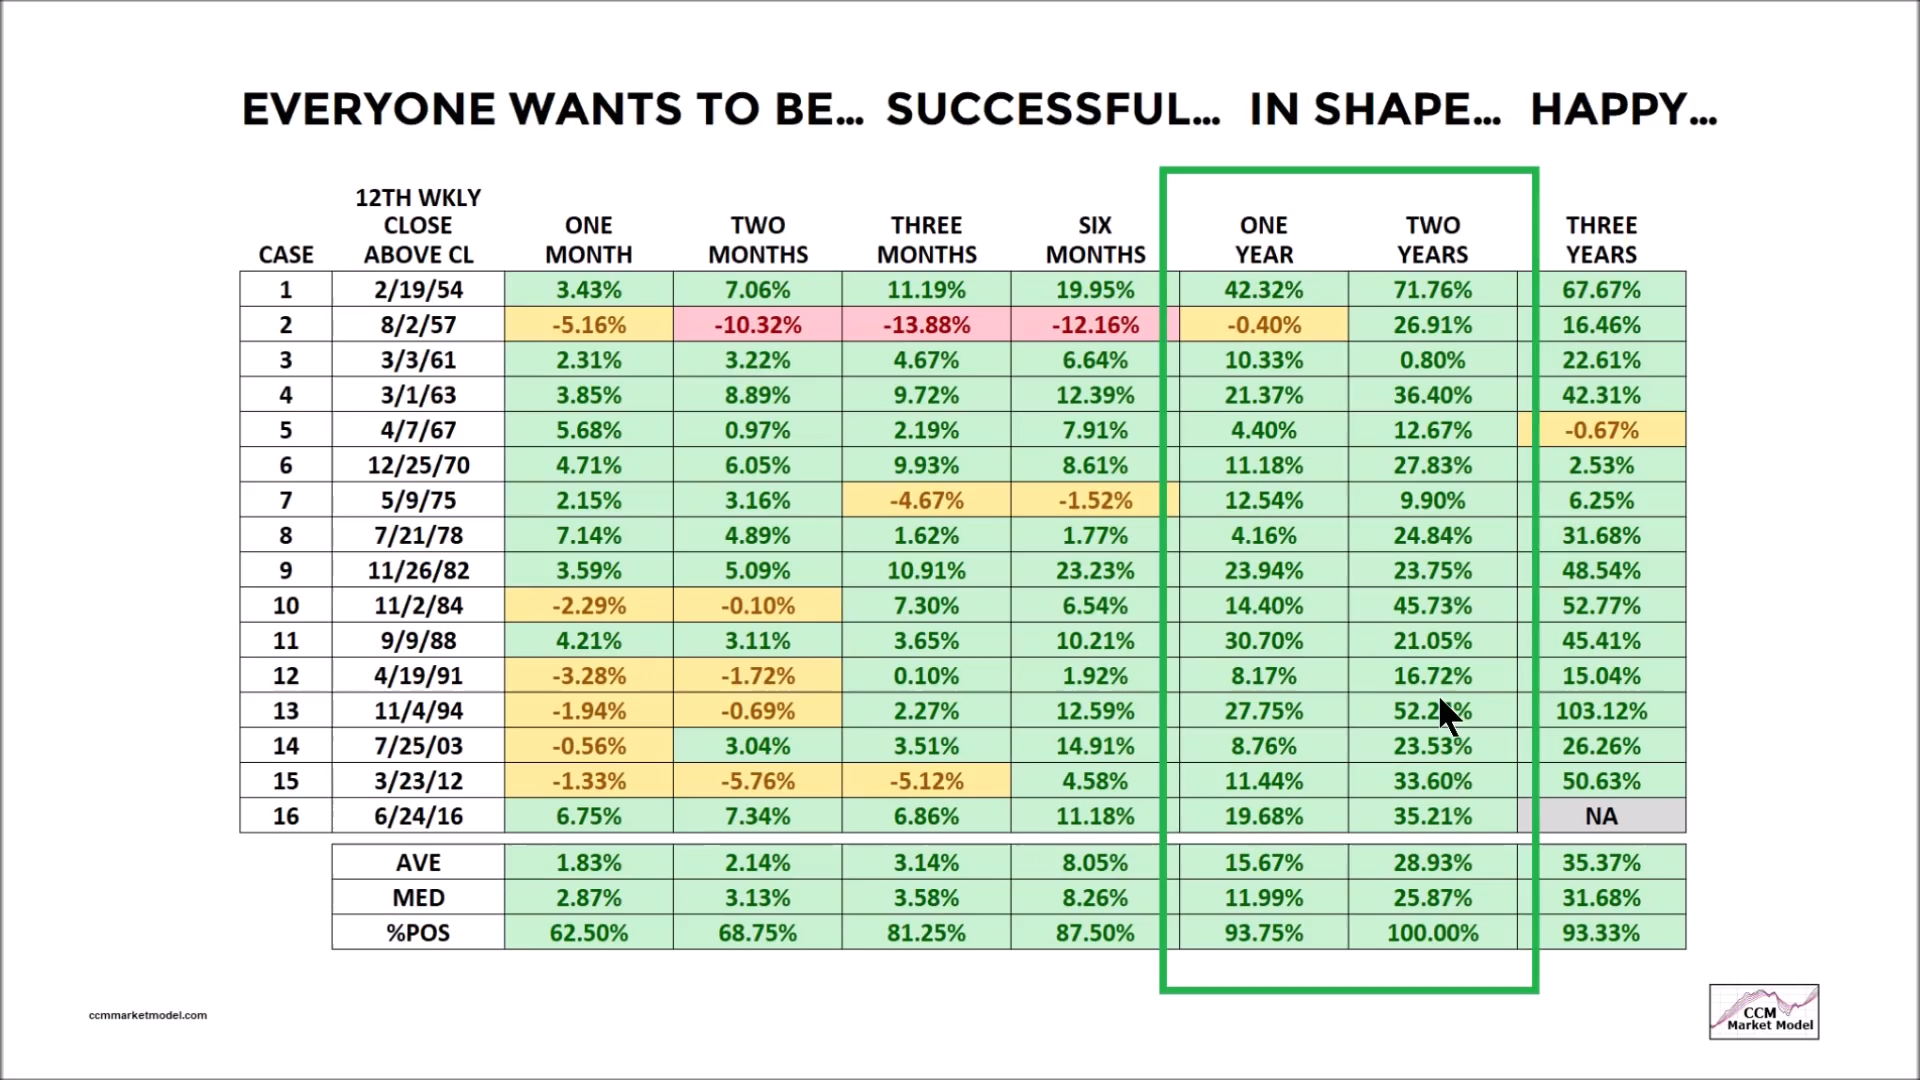 EVERYONE WANTS TO BE... SUCCESSFUL... IN SHAPE... HAPPY...
CASE 12TH WKLY CLOSE ABOVE CL ONE MONTH TWO MONTHS THREE MONTHS SIX MONTHS ONE YEAR TWO YEARS THREE YEARS
1 2/19/54 3.43% 7.06% 11.19% 19.95% 42.32% 71.76% 67.67%
2 8/2/57 -5.16% -10.32% -13.88% -12.16% -0.40% 26.91% 16.46%
3 3/3/61 2.31% 3.22% 4.67% 6.64% 10.33% 0.80% 22.61%
4 3/1/63 3.85% 8.89% 9.72% 12.39% 21.37% 36.40% 42.31%
5 4/7/67 5.68% 0.97% 2.19% 7.91% 4.40% 12.67% -0.67%
6 12/25/70 4.71% 6.05% 9.93% 8.61% 11.18% 27.83% 2.53%
7 5/9/75 2.15% 3.16% -4.67% -1.52% 12.54% 9.90% 6.25%
8 7/21/78 7.14% 4.89% 1.62% 1.77% 4.16% 24.84% 31.68%
9 11/26/82 3.59% 5.09% 10.91% 23.23% 23.94% 23.75% 48.54%
10 11/2/84 -2.29% -0.10% 7.30% 6.54% 14.40% 45.73% 52.77%
11 9/9/88 4.21% 3.11% 3.65% 10.21% 30.70% 21.05% 45.41%
12 4/19/91 -3.28% -1.72% 0.10% 1.92% 8.17% 16.72% 15.04%
13 11/4/94 -1.94% -0.69% 2.27% 12.59% 27.75% 103.12%
14 7/25/03 -0.56% 3.04% 3.51% 14.91% 8.76% 23.53% 26.26%
15 3/23/12 -1.33% -5.76% -5.12% 4.58% 11.44% 33.60% 50.63%
16 6/24/16 6.75% 7.34% 6.86% 11.18% 19.68% 35.21% NA
AVE 1.83% 2.14% 3.14% 8.05% 15.67% 28.93% 35.37%
MED 2.87% 3.13% 3.58% 8.26% 11.99% 25.87% 31.68%
%POS 62.50% 68.75% 81.25% 87.50% 93.75% 100.00% 93.33%
ccmmarketmodel.com
CCM
Market Model